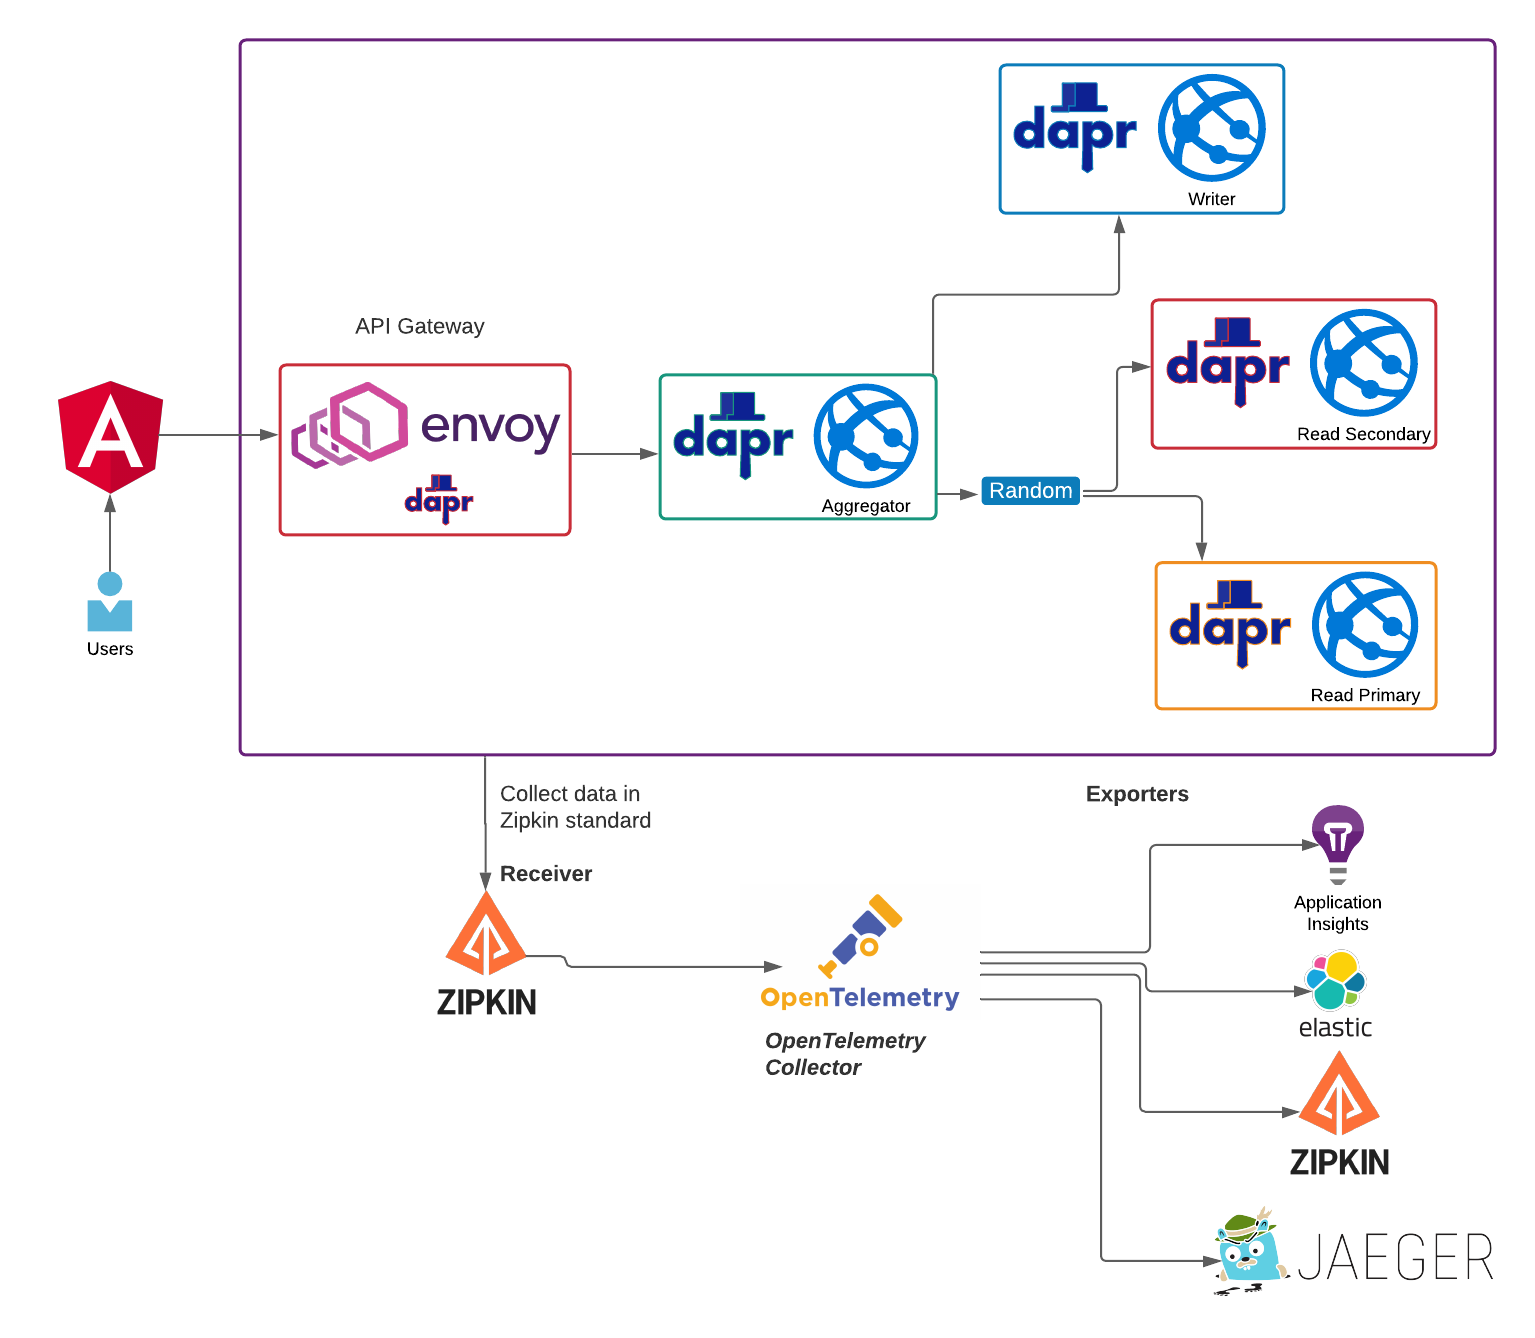 dapr
Writer
API Gateway
dapr
Read Secondary
envoy
dapr
dapr
Aggregator
Random
dapr
Read Primary
Users
Collect data in
Zipkin standard
Receiver
Exporters
Application
Insights
ZIPKIN
OpenTelemetry
OpenTelemetry
Collector
elastic
ZIPKIN
JAEGER